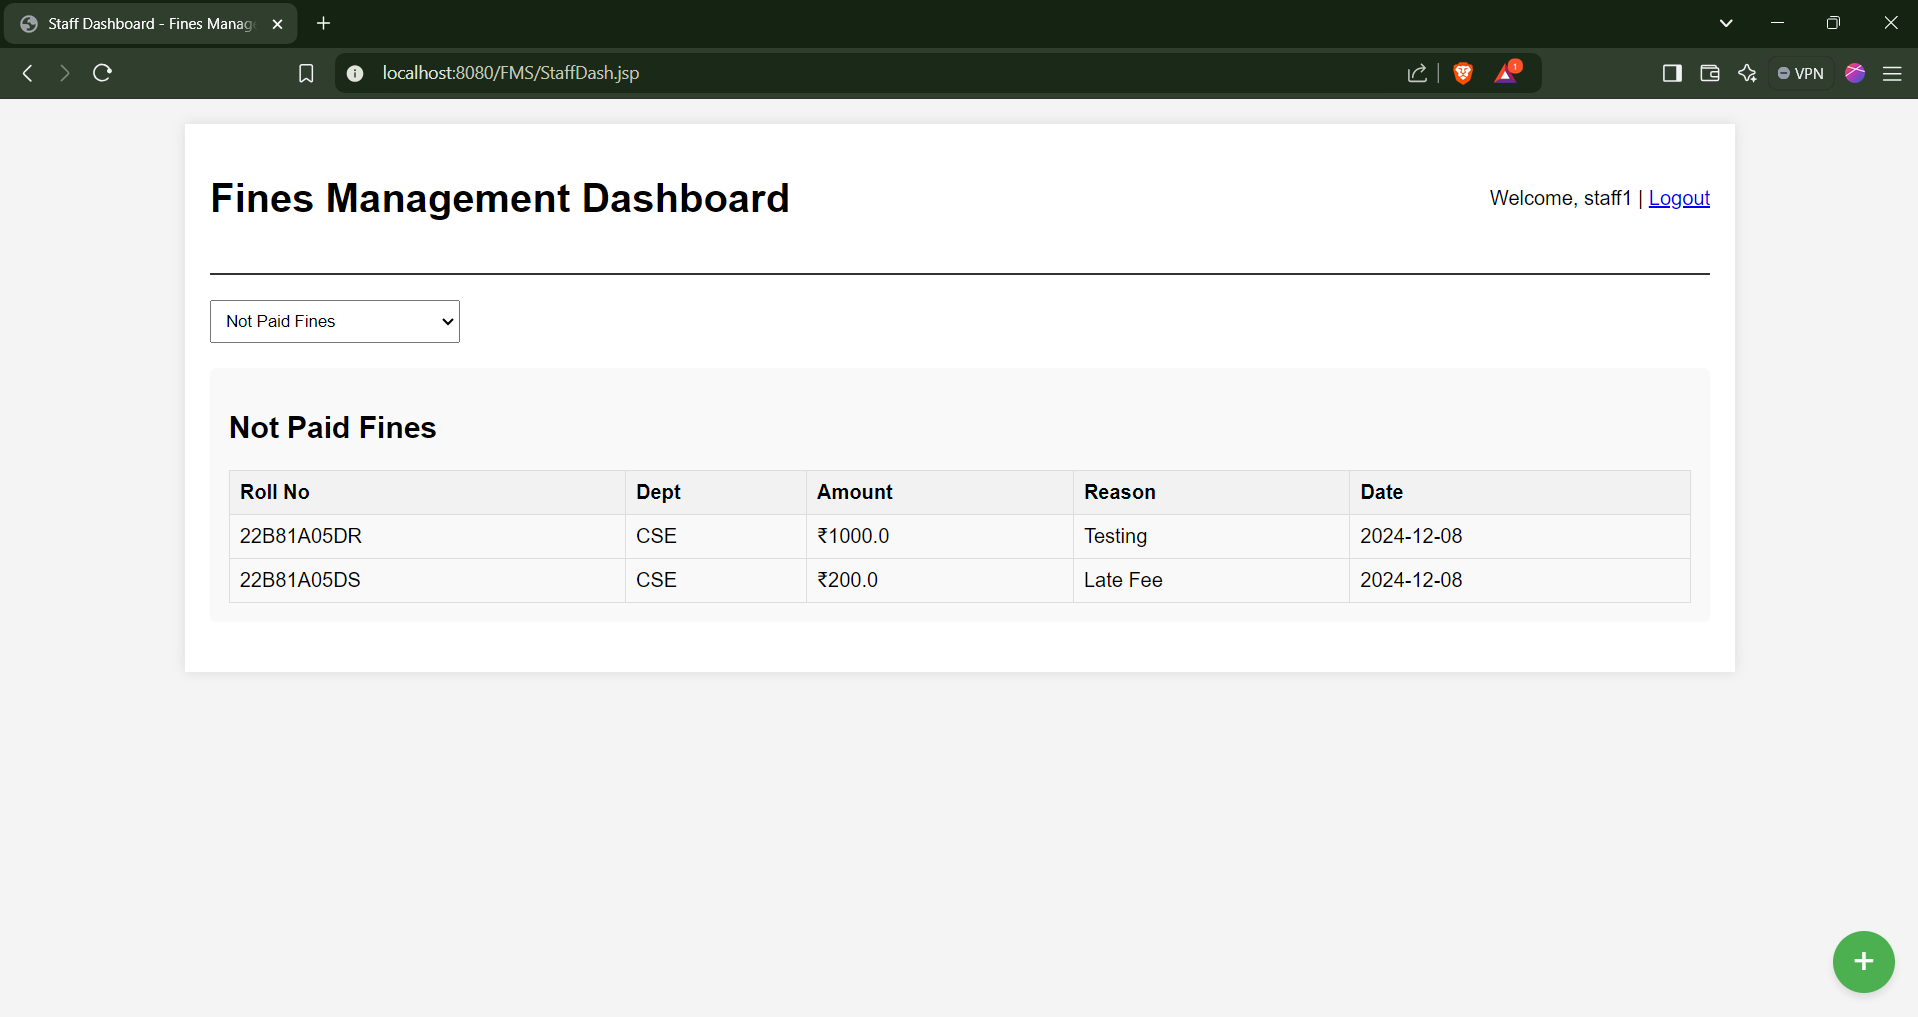 Staff Dashboard - Fines Manag
localhost:8080/FMS/StaffDash.jsp
1
VPN
Fines Management Dashboard
Welcome, staff1 | Logout
Not Paid Fines
Not Paid Fines
Roll No Dept Amount Reason Date
22B81A05DR CSE ₹1000.0 Testing 2024-12-08
22B81A05DS CSE ₹200.0 Late Fee 2024-12-08
+